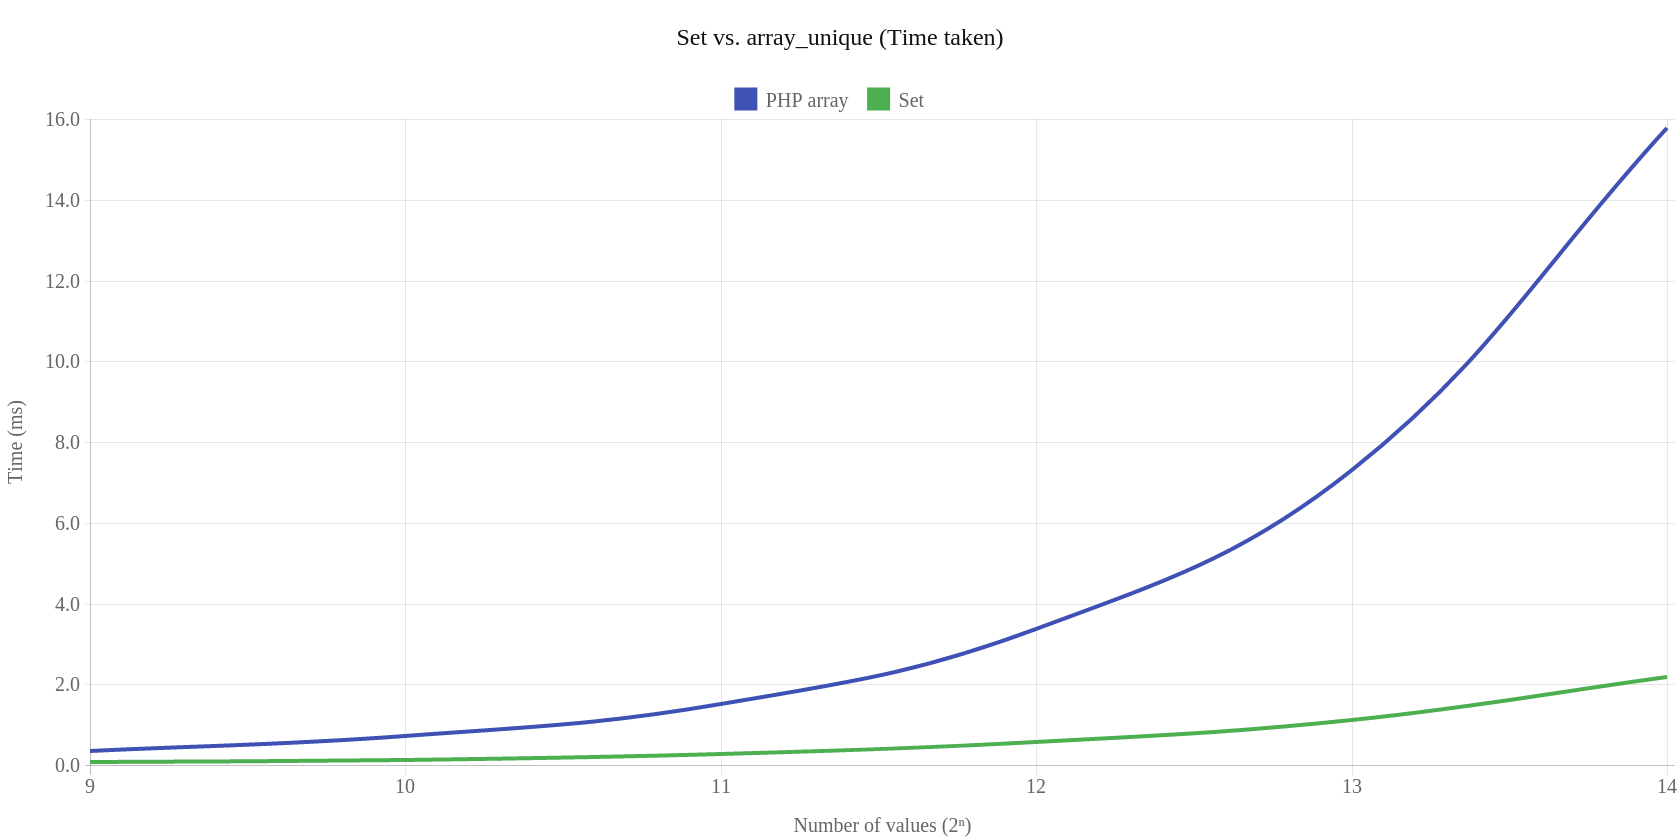 Set vs. array_unique (Time taken)
PHP array Set
16.0
14.0
12.0
10.0
8.0
6.0
4.0
2.0
0.0
Time (ms)
9 10 11 12 13 14
Number of values (2ⁿ)